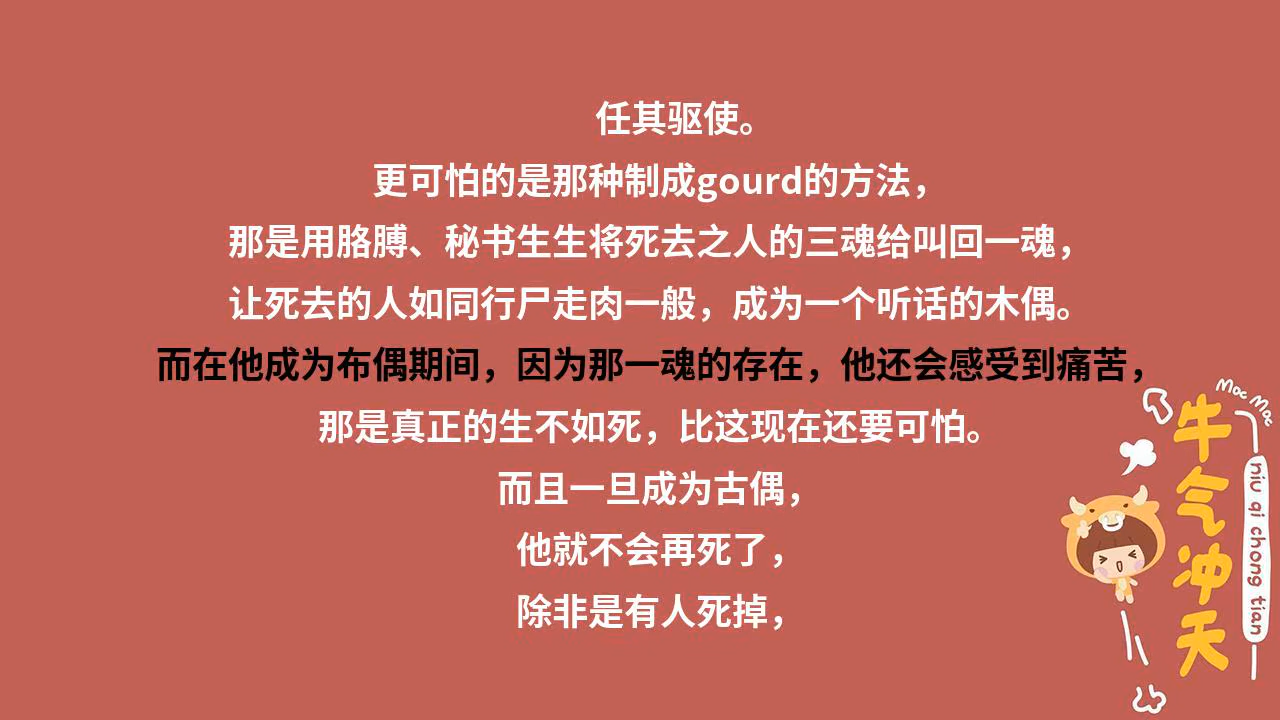 任其驱使。
更可怕的是那种制成gourd的方法，
那是用胳膊、秘书生生将死去之人的三魂给叫回一魂，
让死去的人如同行尸走肉一般，成为一个听话的木偶。
而在他成为布偶期间，因为那一魂的存在，他还会感受到痛苦，
那是真正的生不如死，比这现在还要可怕。
而且一旦成为古偶，
他就不会再死了，
除非是有人死掉，
Moc Moc
牛气冲天
niu qi chong tian